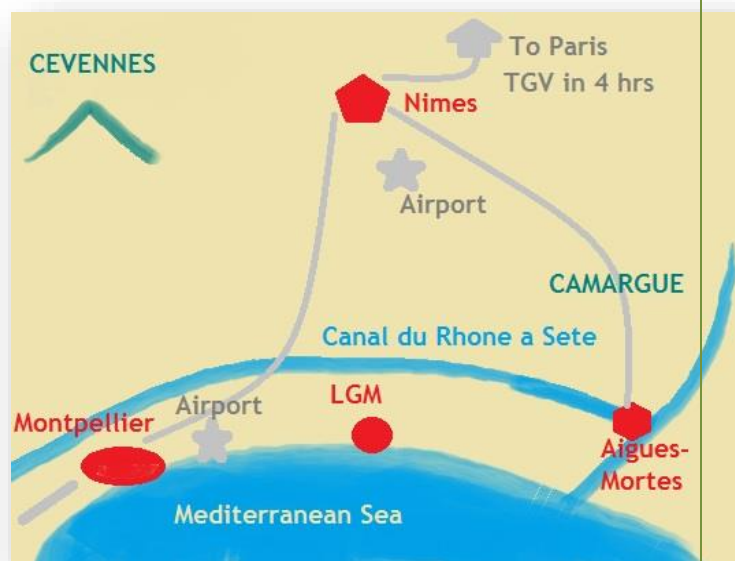 CEVENNES
To Paris
TGV in 4 hrs
Nimes
Airport
CAMARGUE
Canal du Rhone a Sete
LGM
Airport
Montpellier
Aigues-
Mortes
Mediterranean Sea